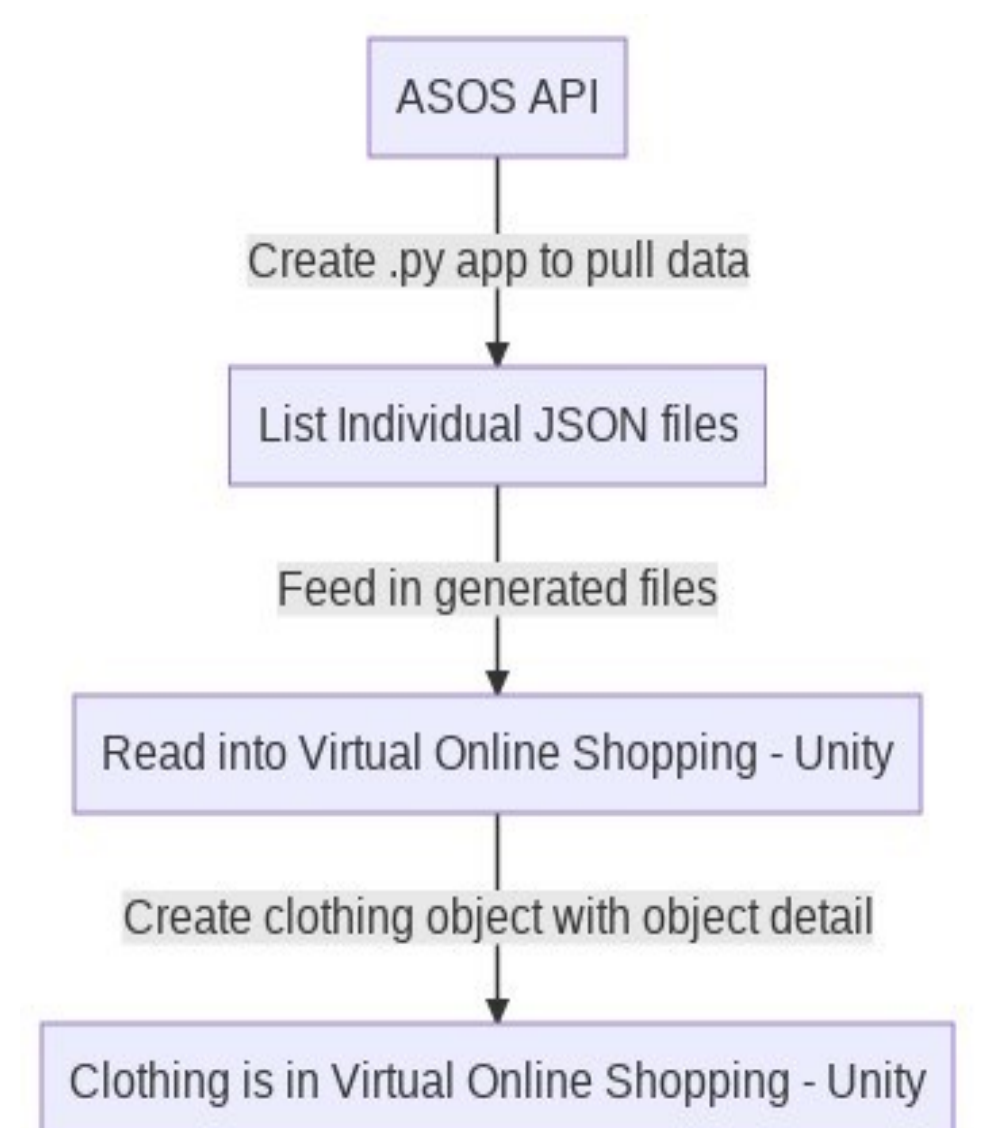 ASOS API
Create .py app to pull data
List Individual JSON files
Feed in generated files
Read into Virtual Online Shopping - Unity
Create clothing object with object detail
Clothing is in Virtual Online Shopping - Unity